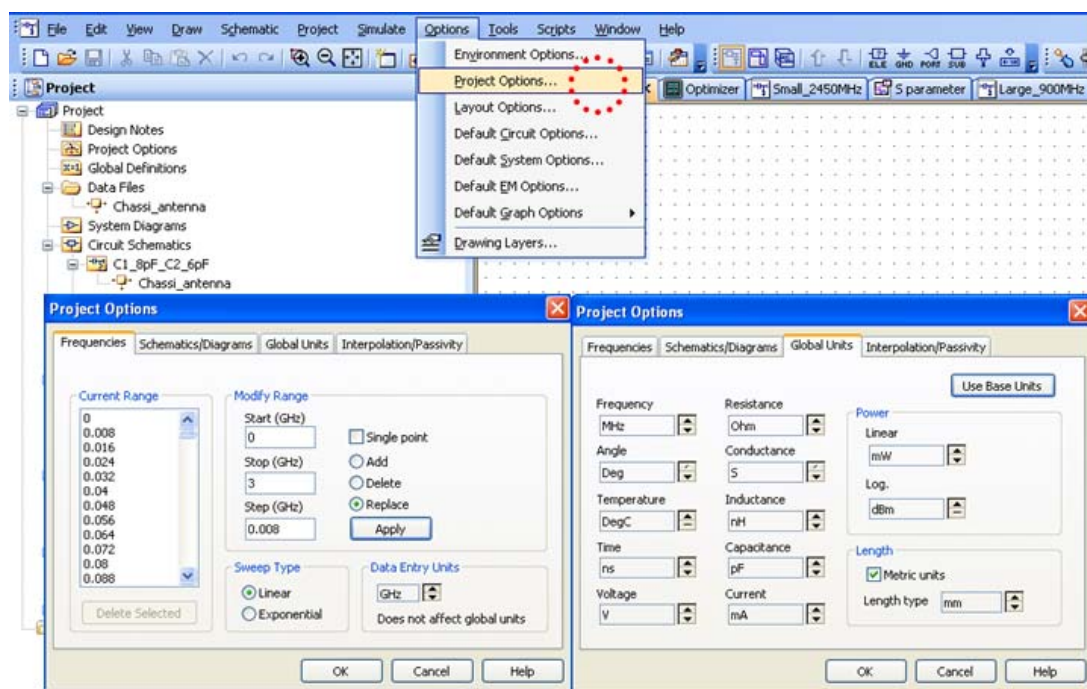 File Edit View Draw Schematic Project Simulate Options Tools Scripts Window Help
ELE GND PORT SUB
Environment Options...
Project Options...
Layout Options...
Default Circuit Options...
Default System Options...
Default EM Options...
Default Graph Options
Drawing Layers...
Optimizer Small_2450MHz S parameter Large_900MHz
Project
Project
Design Notes
Project Options
Global Definitions
Data Files
Chassi_antenna
System Diagrams
Circuit Schematics
C1_8pF_C2_6pF
Chassi_antenna
Project Options
Frequencies Schematics/Diagrams Global Units Interpolation/Passivity
Current Range
0
0.008
0.016
0.024
0.032
0.04
0.048
0.056
0.064
0.072
0.08
0.088
Delete Selected
Modify Range
Start (GHz)
0
Single point
Stop (GHz)
Add
3
Delete
Step (GHz)
Replace
0.008
Apply
Sweep Type
Linear
Exponential
Data Entry Units
GHz
Does not affect global units
OK Cancel Help
Project Options
Frequencies Schematics/Diagrams Global Units Interpolation/Passivity
Use Base Units
Frequency
MHz
Angle
Deg
Temperature
DegC
Time
ns
Voltage
V
Resistance
Ohm
Conductance
S
Inductance
nH
Capacitance
pF
Current
mA
Power
Linear
mW
Log.
dBm
Length
Metric units
Length type mm
OK Cancel Help